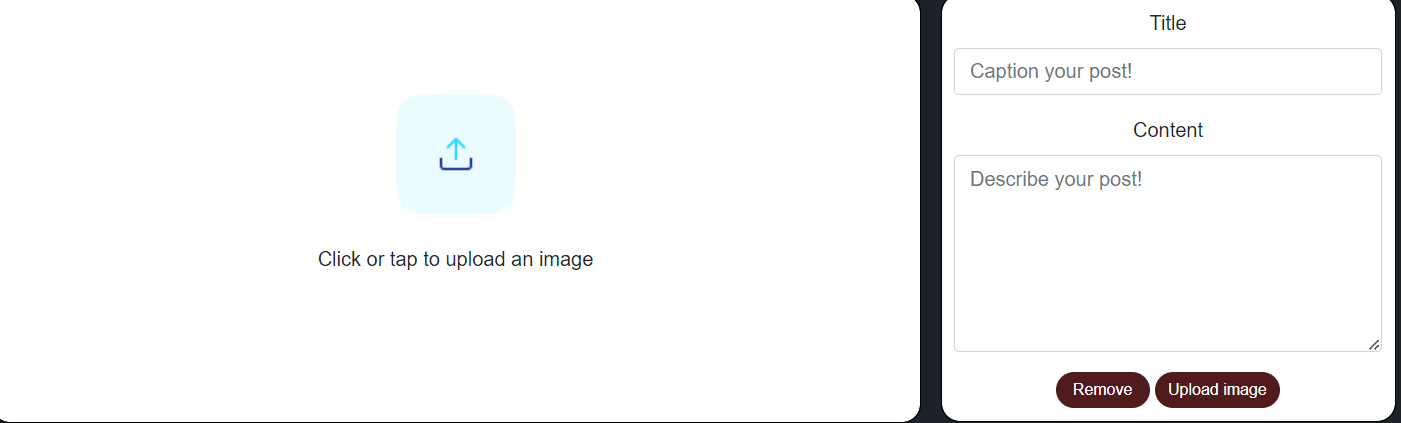 Click or tap to upload an image
Title
Caption your post!
Content
Describe your post!
Remove
Upload image